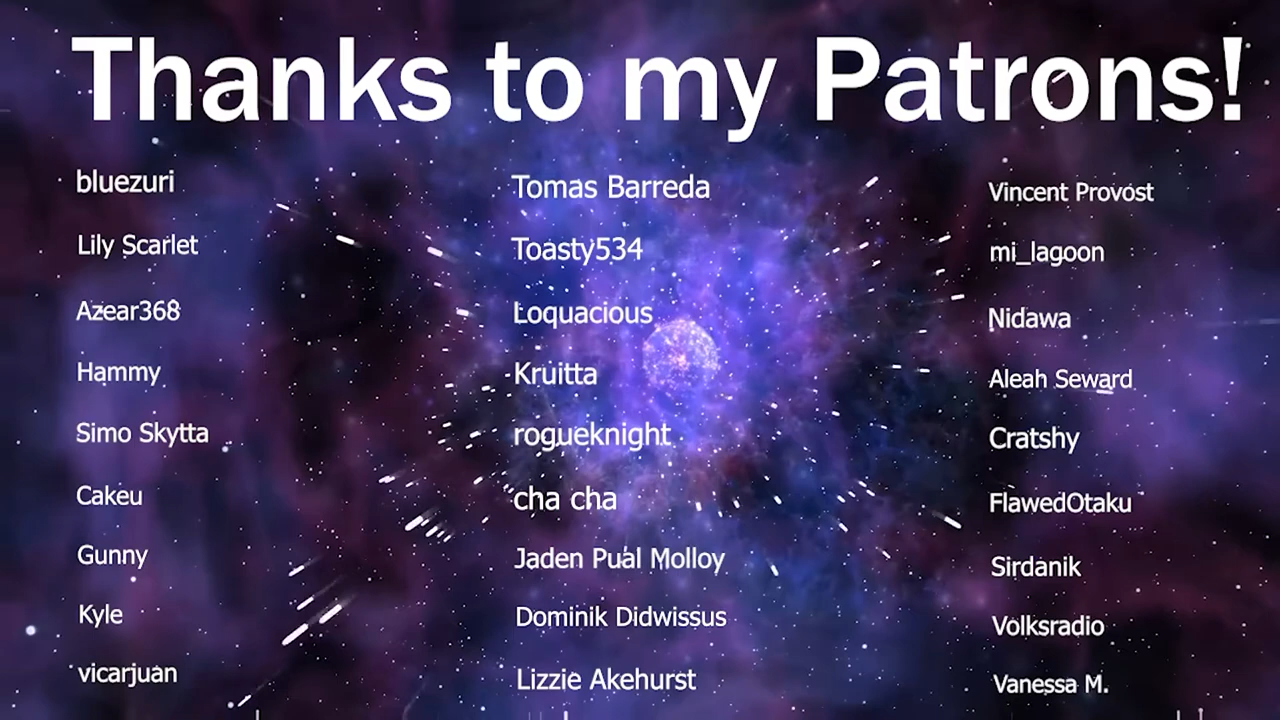 Thanks to my Patrons!
bluezuri
Lily Scarlet
Azear368
Hammy
Simo Skytta
Cakeu
Gunny
Kyle
vicarjuan
Tomas Barreda
Toasty534
Loquacious
Kruitta
rogueknight
cha cha
Jaden Pual Molloy
Dominik Didwissus
Lizzie Akehurst
Vincent Provost
mi_lagoon
Nidawa
Aleah Seward
Cratshy
FlawedOtaku
Sirdanik
Volksradio
Vanessa M.